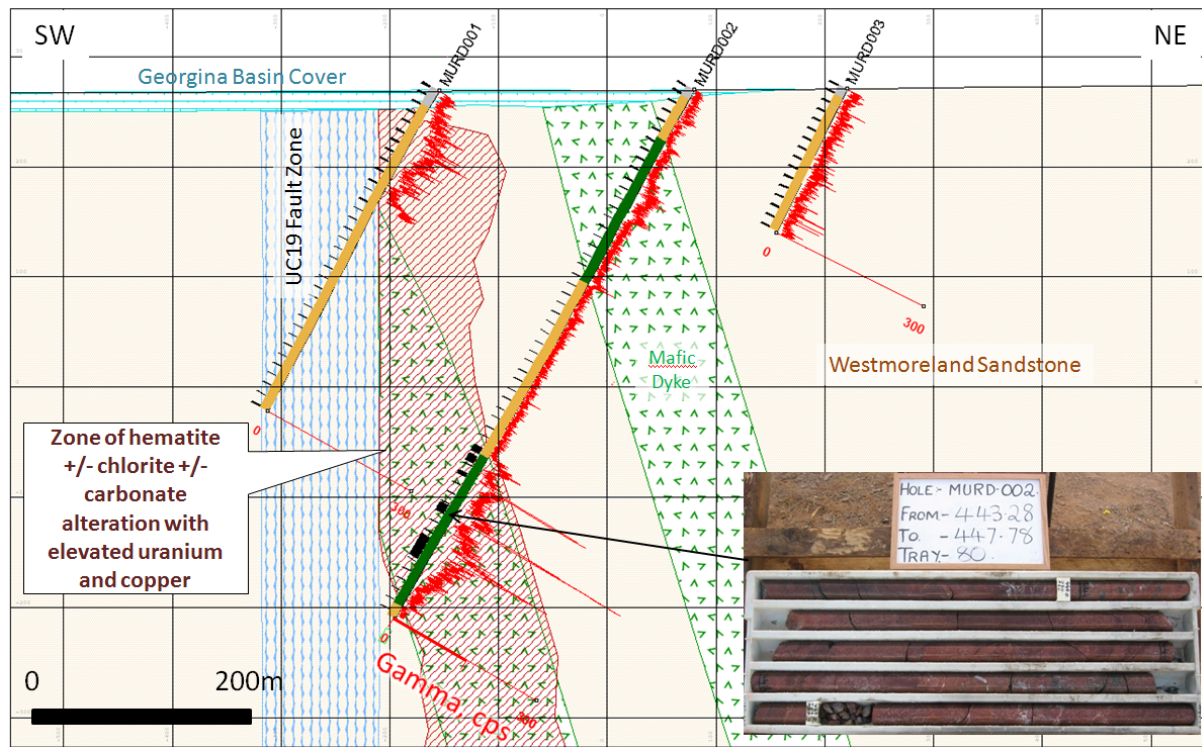 SW
NE
MURD001
MURD002
MURD003
Georgina Basin Cover
UC19 Fault Zone
0
300
Mafic
Dyke
Westmoreland Sandstone
Zone of hematite
+/- chlorite +/-
carbonate
alteration with
elevated uranium
and copper
0
300
HOLE:- MURD-002.
FROM- 443.28
TO. - 447.78
TRAY- 80.
0
300
Gamma, cps
0 200m